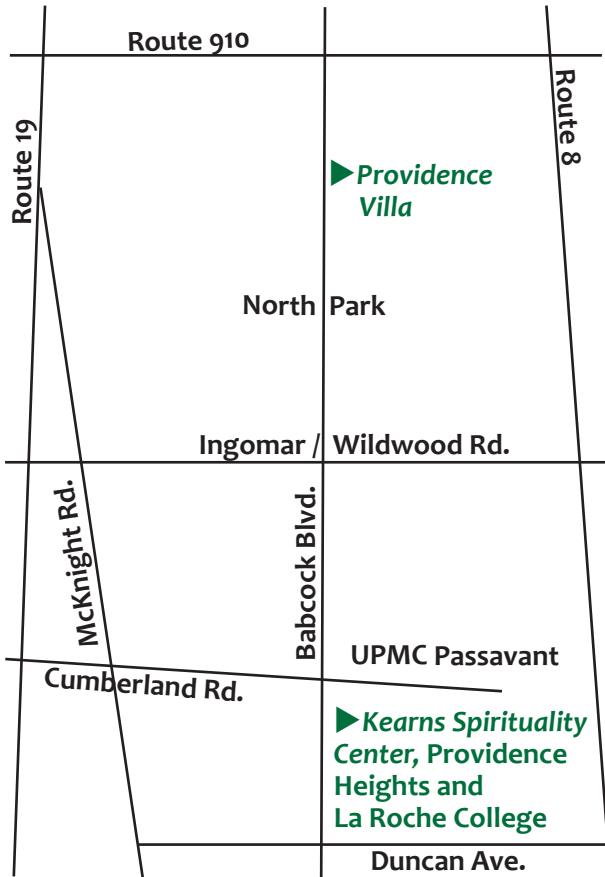 Route 910
Route 19
Route 8
Providence
Villa
North Park
Ingomar / Wildwood Rd.
McKnight Rd.
Babcock Blvd.
UPMC Passavant
Cumberland Rd.
Kearns Spirituality
Center, Providence
Heights and
La Roche College
Duncan Ave.